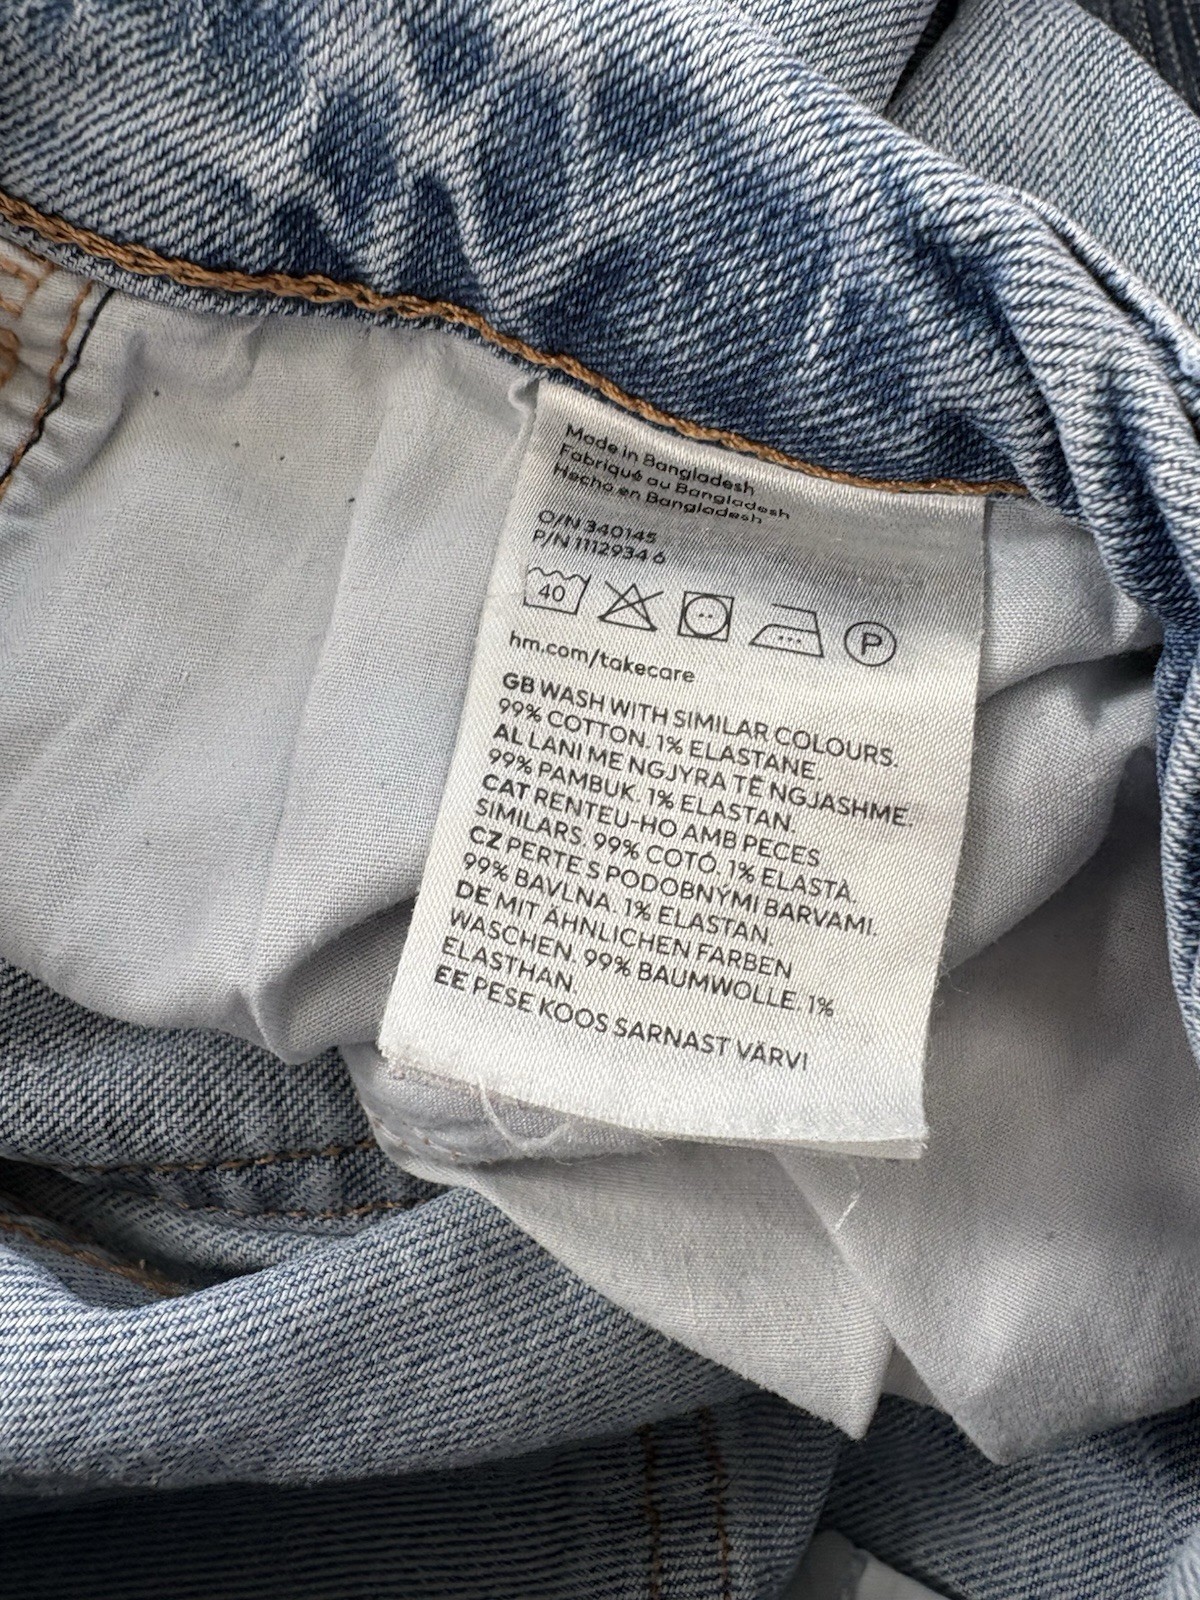 Made in Bangladesh
Fabriqué au Bangladesh
Hecho en Bangladesh
O/N 340145
P/N 1112934 6
40
P
hm.com/takecare
GB WASH WITH SIMILAR COLOURS.
99% COTTON. 1% ELASTANE.
AL LANI ME NGJYRA TË NGJASHME.
99% PAMBUK. 1% ELASTAN.
CAT RENTEU-HO AMB PECES
SIMILARS. 99% COTÓ. 1% ELASTÀ.
CZ PERTE S PODOBNÝMI BARVAMI.
99% BAVLNA. 1% ELASTAN.
DE MIT ÄHNLICHEN FARBEN
WASCHEN. 99% BAUMWOLLE. 1%
ELASTHAN.
EE PESE KOOS SARNAST VÄRVI